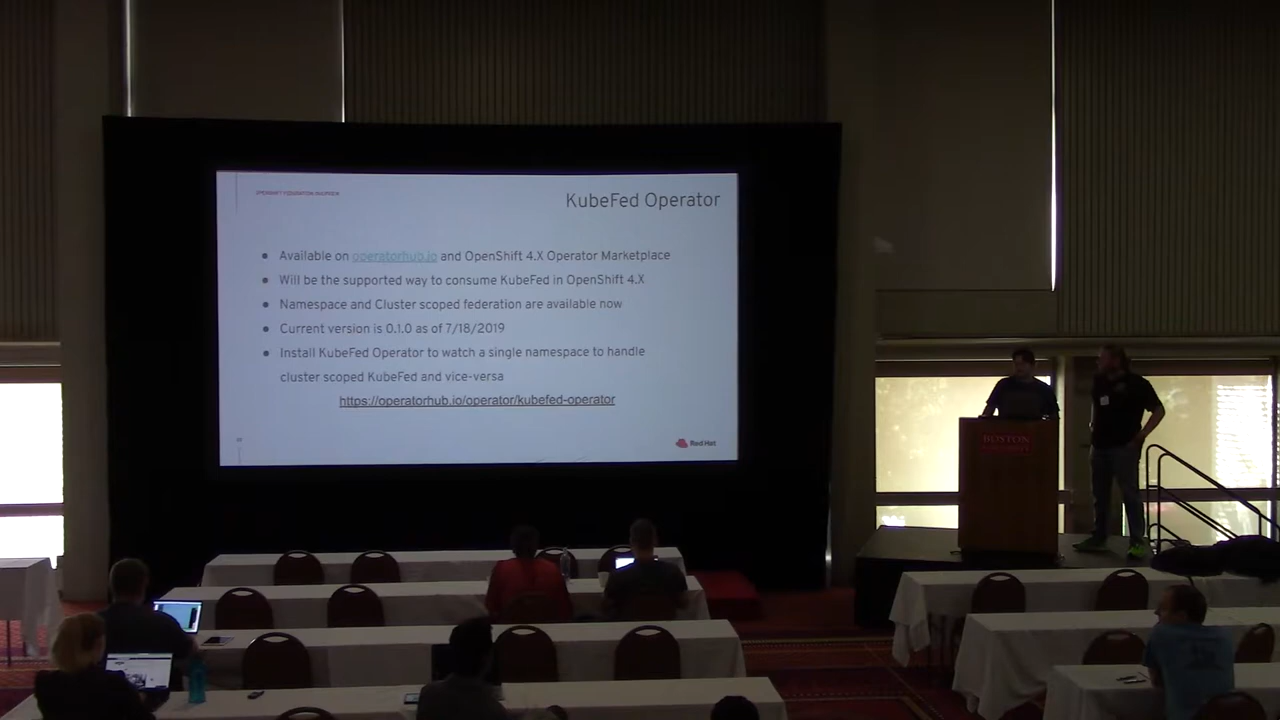 OPENSHIFT FEDERATION
KubeFed Operator
● Available on operatorhub.io and OpenShift 4.X Operator Marketplace
● Will be the supported way to consume KubeFed in OpenShift 4.X
● Namespace and Cluster scoped federation are available now
● Current version is 0.1.0 as of 7/18/2019
● Install KubeFed Operator to watch a single namespace to handle
cluster scoped KubeFed and vice-versa
https://operatorhub.io/operator/kubefed-operator
Red Hat
BOSTON